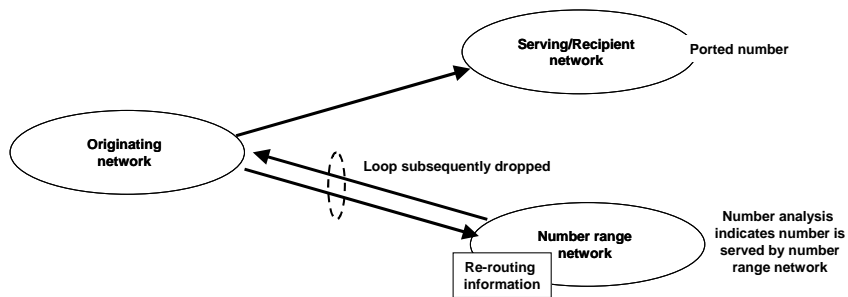 Serving/Recipient
network
Ported number
Originating
network
Loop subsequently dropped
Number range
network
Number analysis
indicates number is
served by number
range network
Re-routing
information